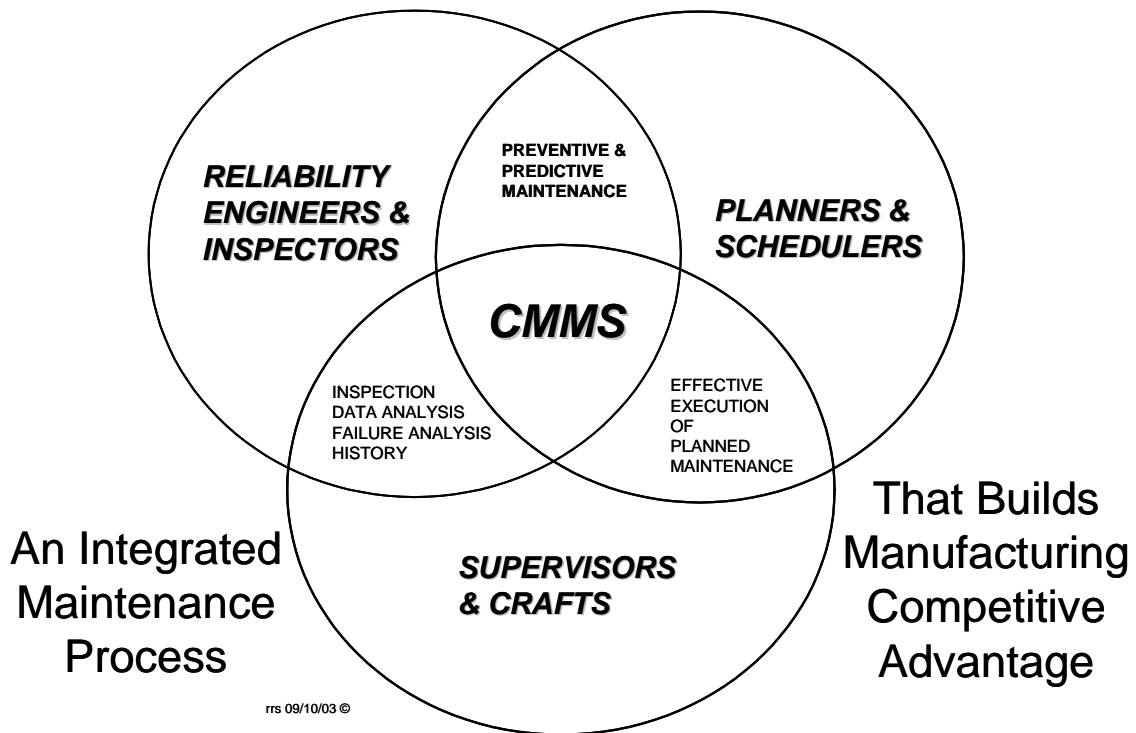 RELIABILITY
ENGINEERS &
INSPECTORS
PREVENTIVE &
PREDICTIVE
MAINTENANCE
PLANNERS &
SCHEDULERS
CMMS
INSPECTION
DATA ANALYSIS
FAILURE ANALYSIS
HISTORY
EFFECTIVE
EXECUTION
OF
PLANNED
MAINTENANCE
SUPERVISORS
& CRAFTS
An Integrated
Maintenance
Process
That Builds
Manufacturing
Competitive
Advantage
rrs 09/10/03 ©